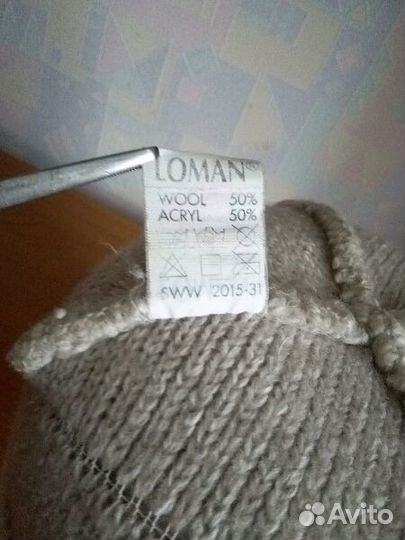 LOMAN®
WOOL 50%
ACRYL 50%
SWW 2015-31
Avito